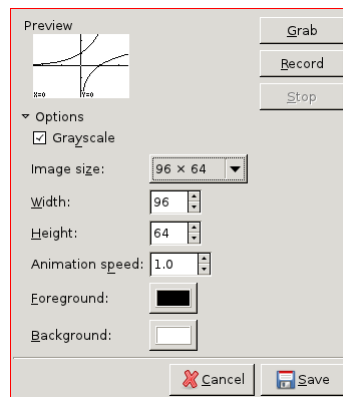 Preview
Grab
X=0 Y=0
Record
Stop
Options
Grayscale
Image size: 96 × 64
Width: 96
Height: 64
Animation speed: 1.0
Foreground:
Background:
Cancel Save